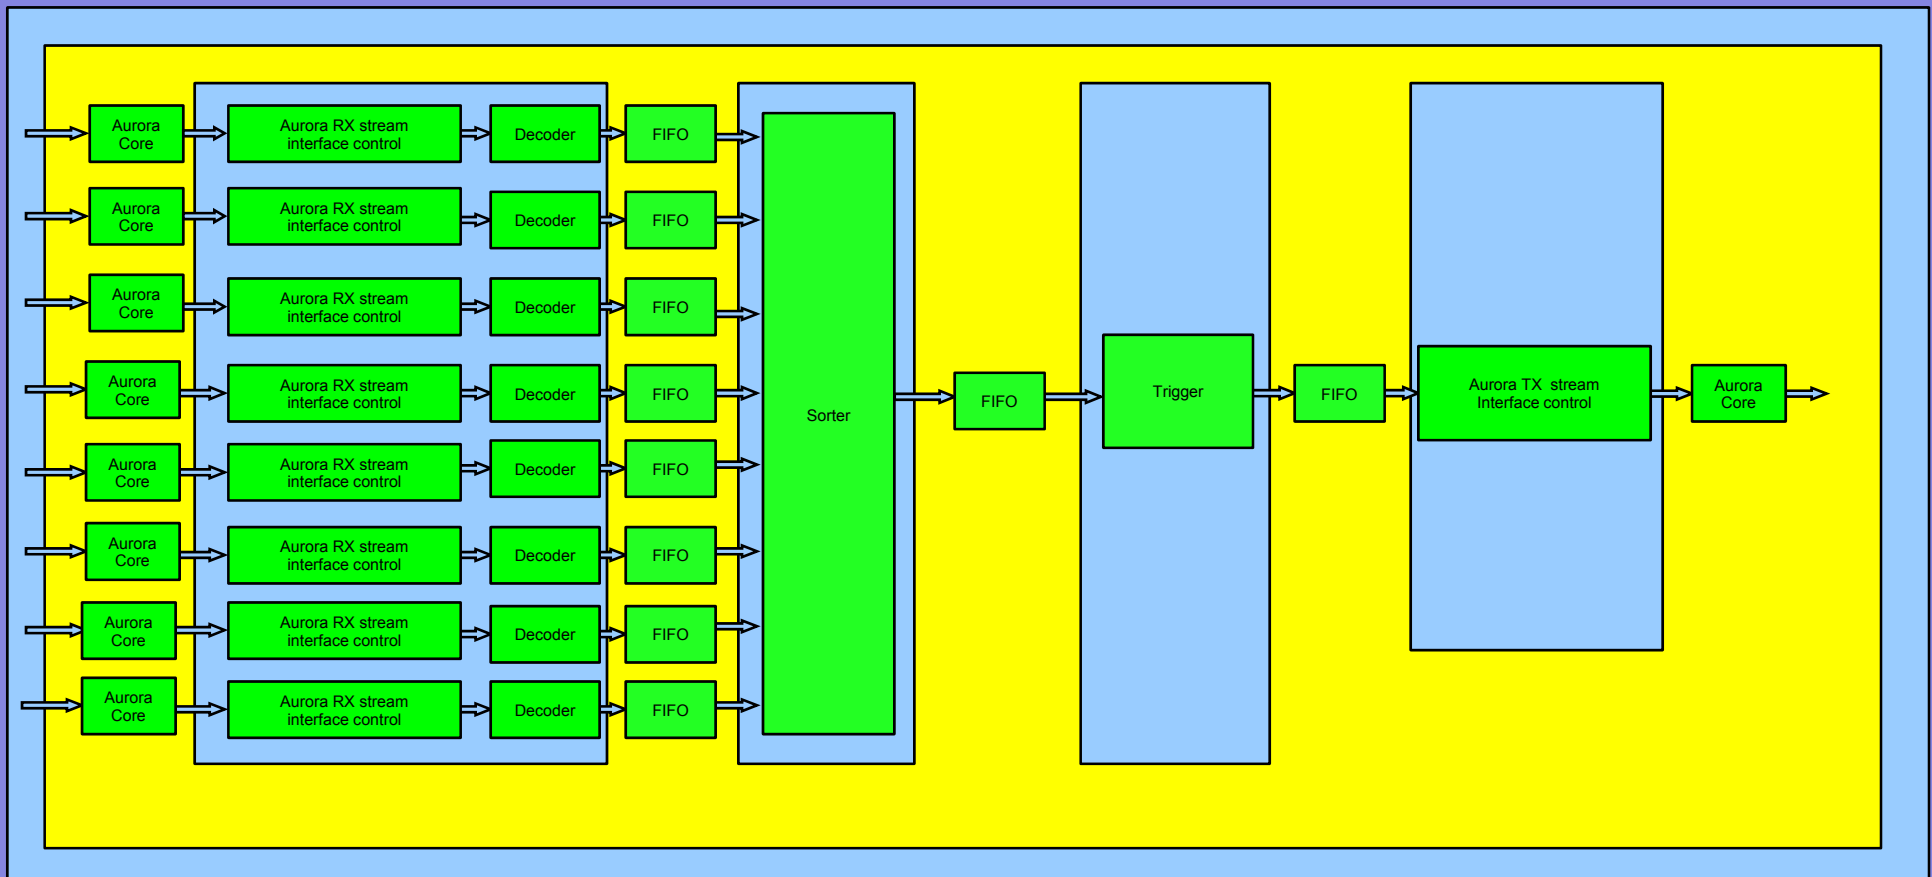 Aurora
Core
Aurora RX stream
interface control
Decoder
FIFO
Aurora
Core
Aurora RX stream
interface control
Decoder
FIFO
Aurora
Core
Aurora RX stream
interface control
Decoder
FIFO
Aurora
Core
Aurora RX stream
interface control
Decoder
FIFO
Aurora
Core
Aurora RX stream
interface control
Decoder
FIFO
Aurora
Core
Aurora RX stream
interface control
Decoder
FIFO
Aurora
Core
Aurora RX stream
interface control
Decoder
FIFO
Aurora
Core
Aurora RX stream
interface control
Decoder
FIFO
Sorter
FIFO
Trigger
FIFO
Aurora TX  stream
Interface control
Aurora
Core